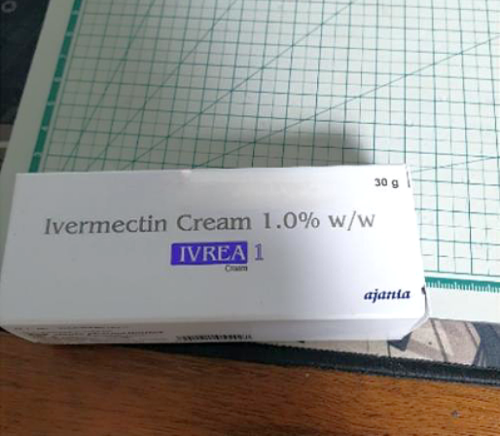 30 g
Ivermectin Cream 1.0% w/w
IVREA 1
Cream
ajanta